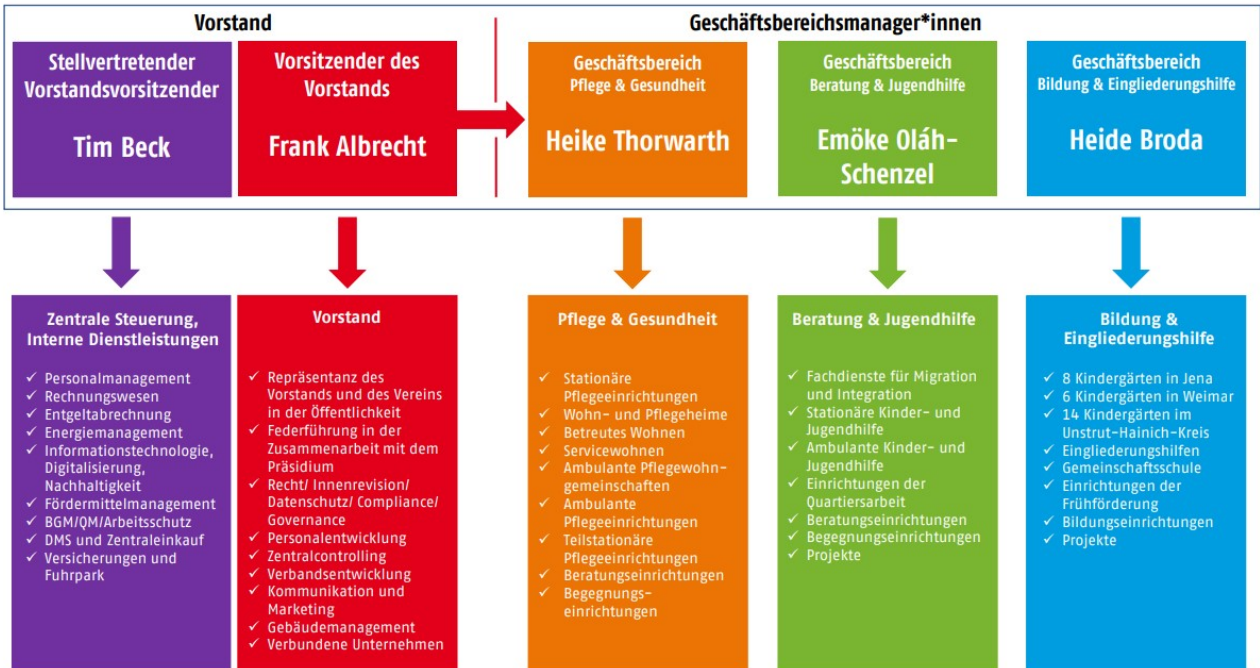 Vorstand
Geschäftsbereichsmanager*innen
Stellvertretender
Vorstandsvorsitzender
Tim Beck
Vorsitzender des
Vorstands
Frank Albrecht
Geschäftsbereich
Pflege & Gesundheit
Heike Thorwarth
Geschäftsbereich
Beratung & Jugendhilfe
Emöke Oláh-
Schenzel
Geschäftsbereich
Bildung & Eingliederungshilfe
Heide Broda
Zentrale Steuerung,
Interne Dienstleistungen
✓ Personalmanagement
✓ Rechnungswesen
✓ Entgeltabrechnung
✓ Energiemanagement
✓ Informationstechnologie,
Digitalisierung,
Nachhaltigkeit
✓ Fördermittelmanagement
✓ BGM/QM/Arbeitsschutz
✓ DMS und Zentraleinkauf
✓ Versicherungen und
Fuhrpark
Vorstand
✓ Repräsentanz des
Vorstands und des Vereins
in der Öffentlichkeit
✓ Federführung in der
Zusammenarbeit mit dem
Präsidium
✓ Recht/ Innenrevision/
Datenschutz/ Compliance/
Governance
✓ Personalentwicklung
✓ Zentralcontrolling
✓ Verbandsentwicklung
✓ Kommunikation und
Marketing
✓ Gebäudemanagement
✓ Verbundene Unternehmen
Pflege & Gesundheit
✓ Stationäre
Pflegeeinrichtungen
✓ Wohn- und Pflegeheime
✓ Betreutes Wohnen
✓ Servicewohnen
✓ Ambulante Pflegewohn-
gemeinschaften
✓ Ambulante
Pflegeeinrichtungen
✓ Teilstationäre
Pflegeeinrichtungen
✓ Beratungseinrichtungen
✓ Begegnungs-
einrichtungen
Beratung & Jugendhilfe
✓ Fachdienste für Migration
und Integration
✓ Stationäre Kinder- und
Jugendhilfe
✓ Ambulante Kinder- und
Jugendhilfe
✓ Einrichtungen der
Quartiersarbeit
✓ Beratungseinrichtungen
✓ Begegnungseinrichtungen
✓ Projekte
Bildung &
Eingliederungshilfe
✓ 8 Kindergärten in Jena
✓ 6 Kindergärten in Weimar
✓ 14 Kindergärten im
Unstrut-Hainich-Kreis
✓ Eingliederungshilfen
✓ Gemeinschaftsschule
✓ Einrichtungen der
Frühförderung
✓ Bildungseinrichtungen
✓ Projekte